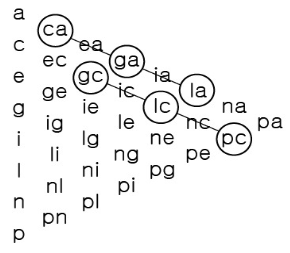 a
ca
c ea
ec ga
e gc ia
ge ic la
g ie lc na
ig le nc pa
i lg ne pc
li ng pe
l ni pg
nl pi
n pl
pn
p